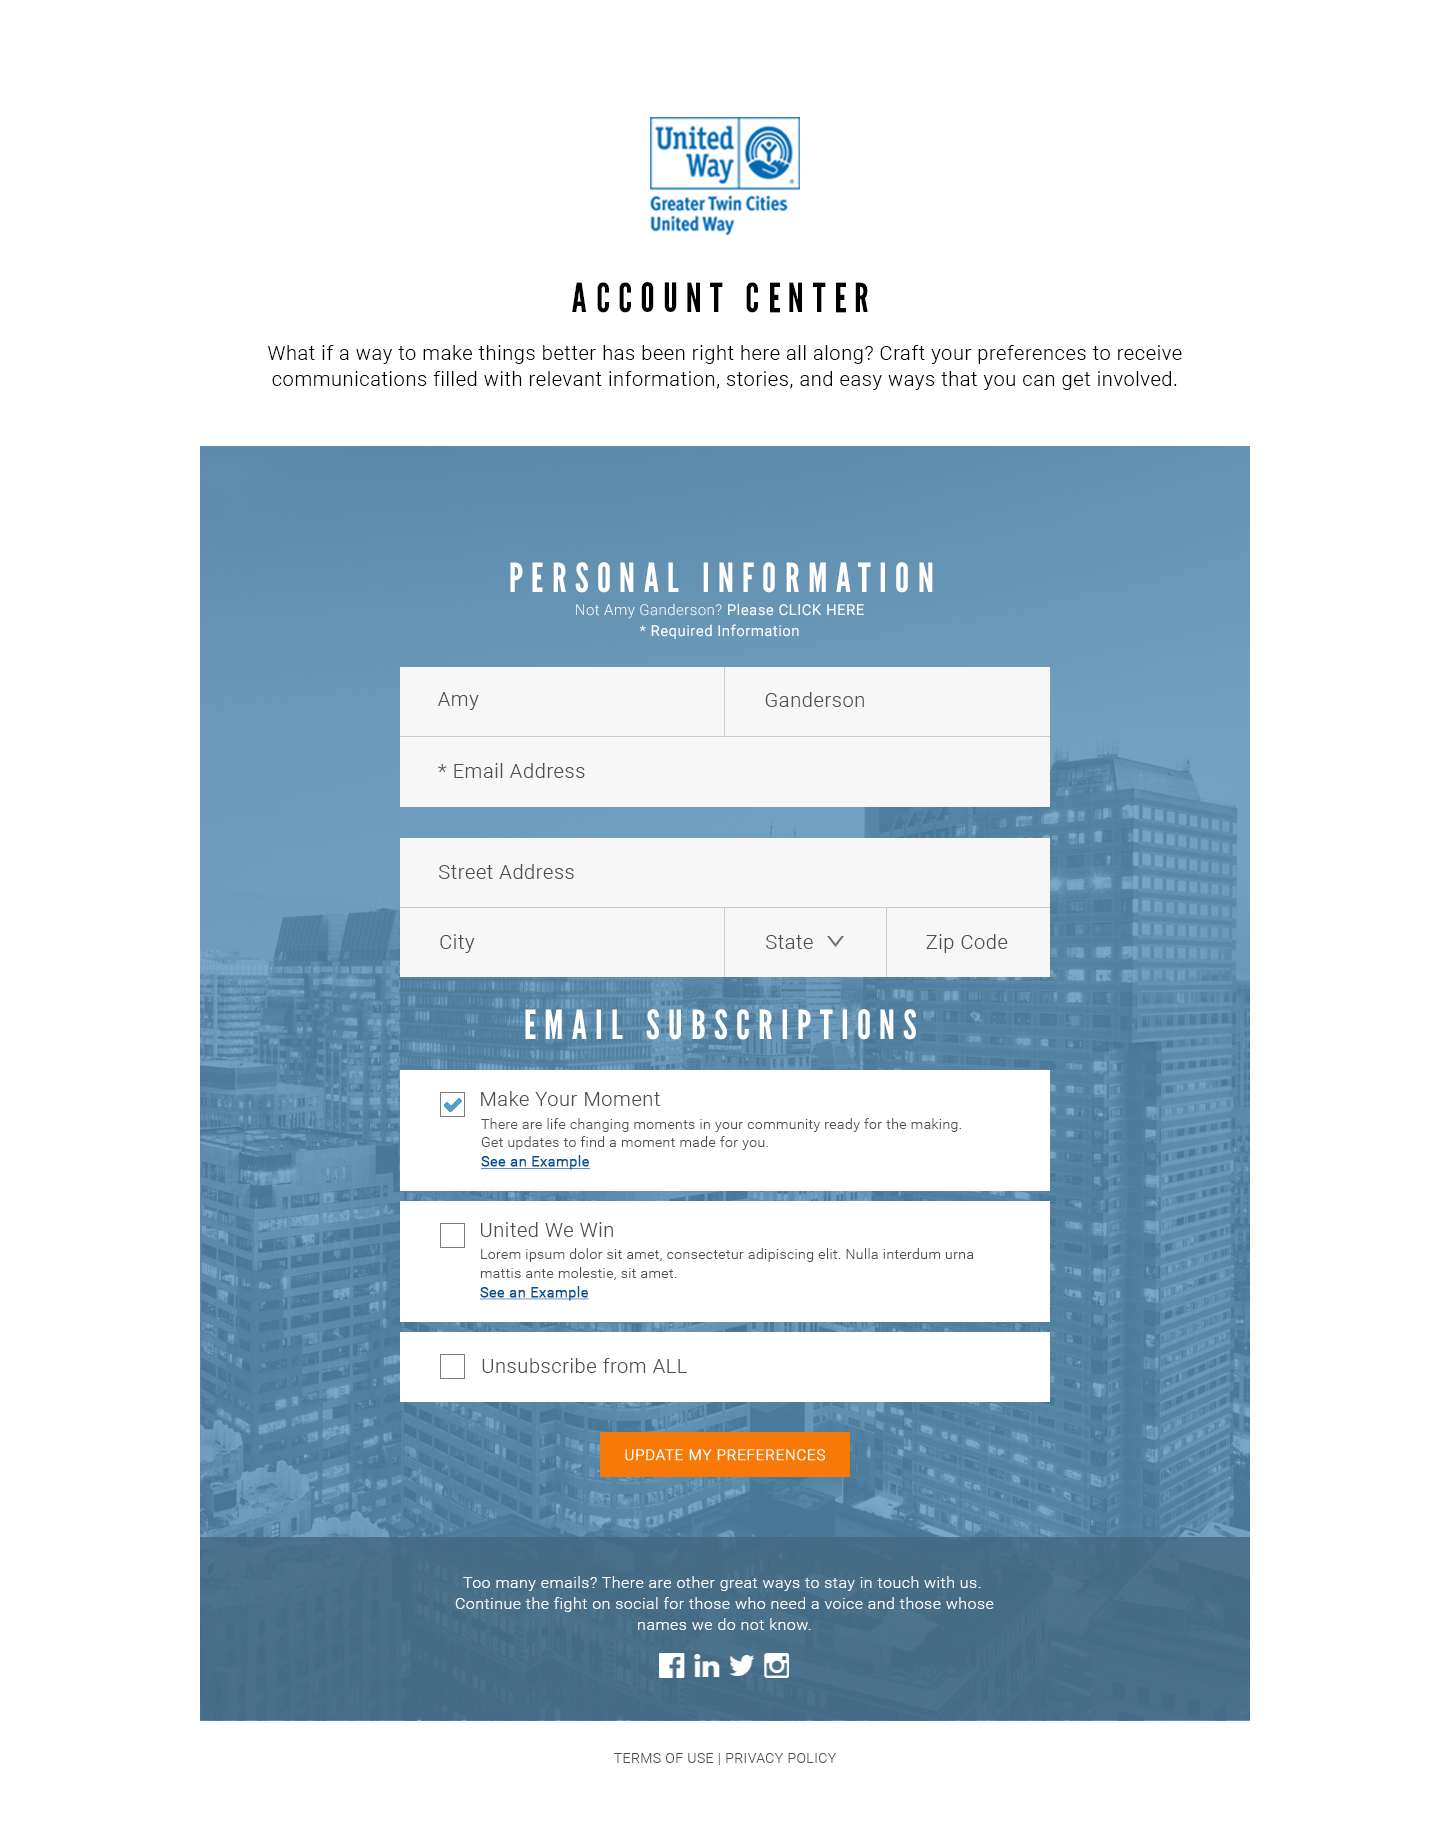 United
Way
Greater Twin Cities
United Way
ACCOUNT CENTER
What if a way to make things better has been right here all along? Craft your preferences to receive
communications filled with relevant information, stories, and easy ways that you can get involved.
PERSONAL INFORMATION
Not Amy Ganderson? Please CLICK HERE
* Required Information
Amy
Ganderson
* Email Address
Street Address
City
State
Zip Code
EMAIL SUBSCRIPTIONS
Make Your Moment
There are life changing moments in your community ready for the making.
Get updates to find a moment made for you.
See an Example
United We Win
Lorem ipsum dolor sit amet, consectetur adipiscing elit. Nulla interdum urna
mattis ante molestie, sit amet.
See an Example
Unsubscribe from ALL
UPDATE MY PREFERENCES
Too many emails? There are other great ways to stay in touch with us.
Continue the fight on social for those who need a voice and those whose
names we do not know.
TERMS OF USE | PRIVACY POLICY